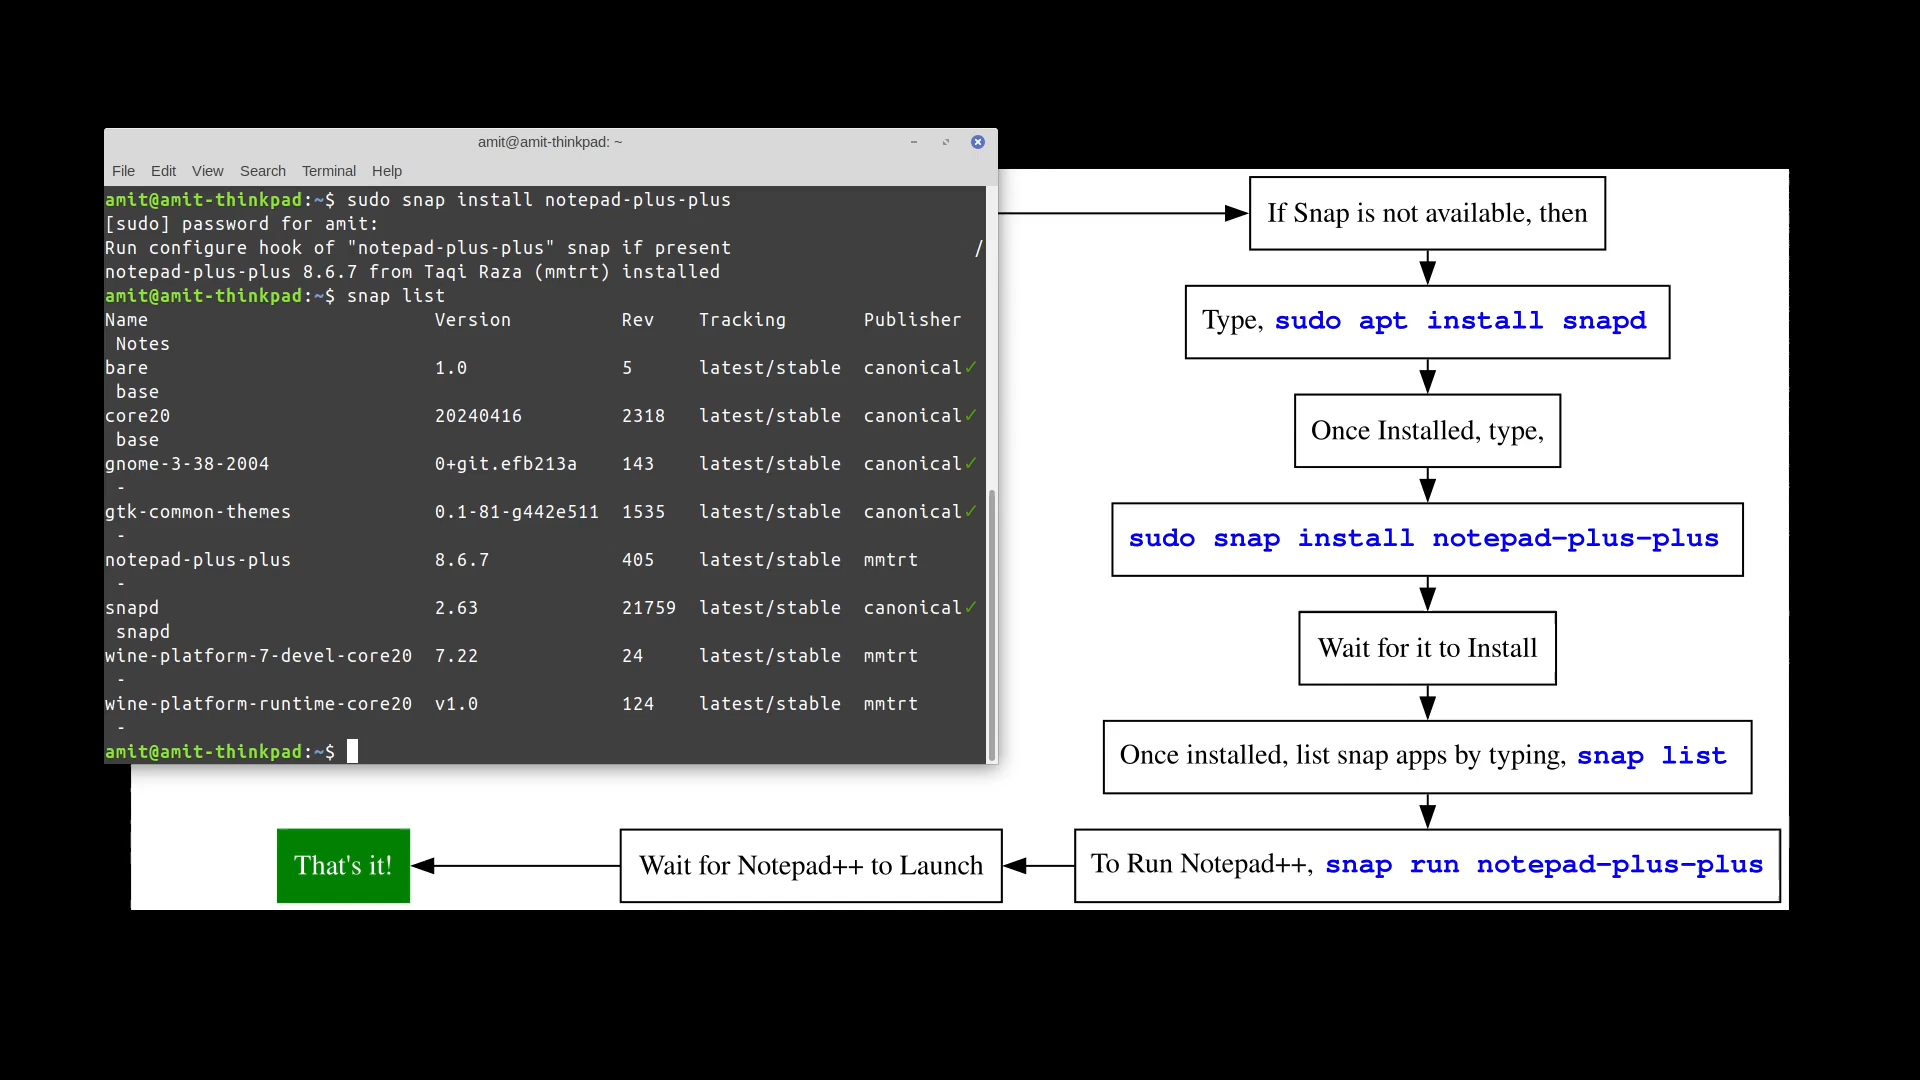 amit@amit-thinkpad: ~
File Edit View Search Terminal Help
amit@amit-thinkpad:~$ sudo snap install notepad-plus-plus
[sudo] password for amit:
Run configure hook of "notepad-plus-plus" snap if present /
notepad-plus-plus 8.6.7 from Taqi Raza (mmtrt) installed
amit@amit-thinkpad:~$ snap list
Name Version Rev Tracking Publisher
Notes
bare 1.0 5 latest/stable canonical✓
base
core20 20240416 2318 latest/stable canonical✓
base
gnome-3-38-2004 0+git.efb213a 143 latest/stable canonical✓
-
gtk-common-themes 0.1-81-g442e511 1535 latest/stable canonical✓
-
notepad-plus-plus 8.6.7 405 latest/stable mmtrt
-
snapd 2.63 21759 latest/stable canonical✓
snapd
wine-platform-7-devel-core20 7.22 24 latest/stable mmtrt
-
wine-platform-runtime-core20 v1.0 124 latest/stable mmtrt
-
amit@amit-thinkpad:~$
If Snap is not available, then
Type, sudo apt install snapd
Once Installed, type,
sudo snap install notepad-plus-plus
Wait for it to Install
Once installed, list snap apps by typing, snap list
To Run Notepad++, snap run notepad-plus-plus
Wait for Notepad++ to Launch
That's it!